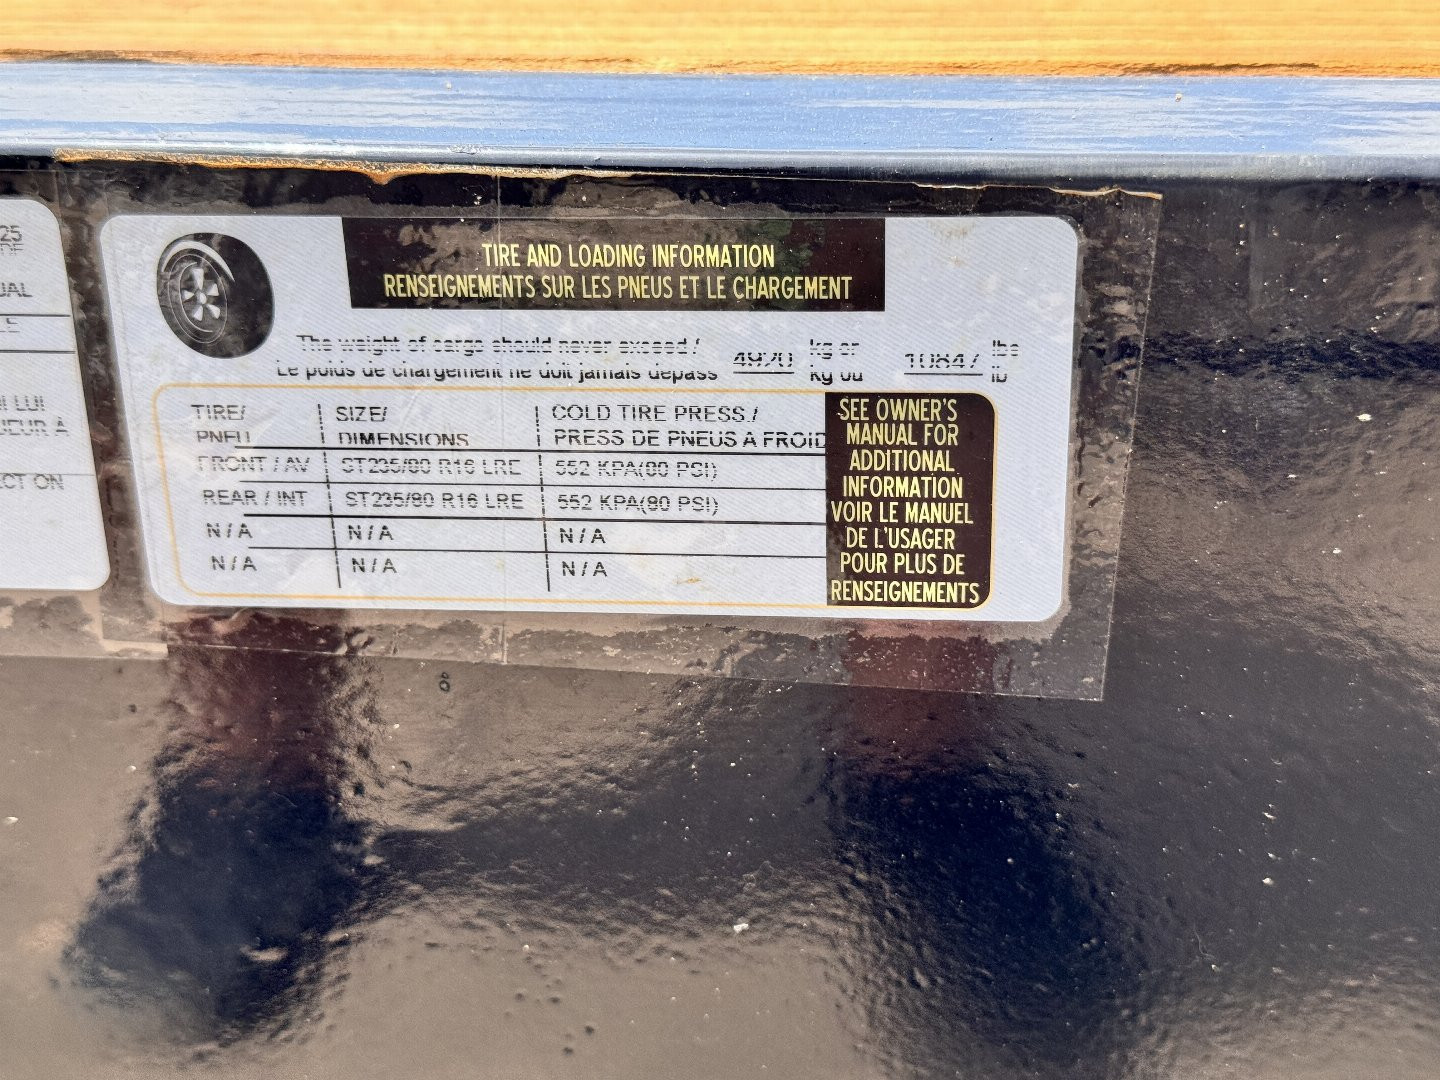 25
TIRE AND LOADING INFORMATION
RENSEIGNEMENTS SUR LES PNEUS ET LE CHARGEMENT
The weight of cargo should never exceed / 4920 kg or 10847 lbs
Le poids de chargement ne doit jamais depass kg ou lb
TIRE/ SIZE/ COLD TIRE PRESS./
PNEU DIMENSIONS PRESS DE PNEUS A FROID
FRONT / AV ST235/80 R16 LRE 552 KPA(80 PSI)
REAR / INT ST235/80 R16 LRE 552 KPA(80 PSI)
N / A N / A N / A
N / A N / A N / A
SEE OWNER'S
MANUAL FOR
ADDITIONAL
INFORMATION
VOIR LE MANUEL
DE L'USAGER
POUR PLUS DE
RENSEIGNEMENTS
LUI
À
ON